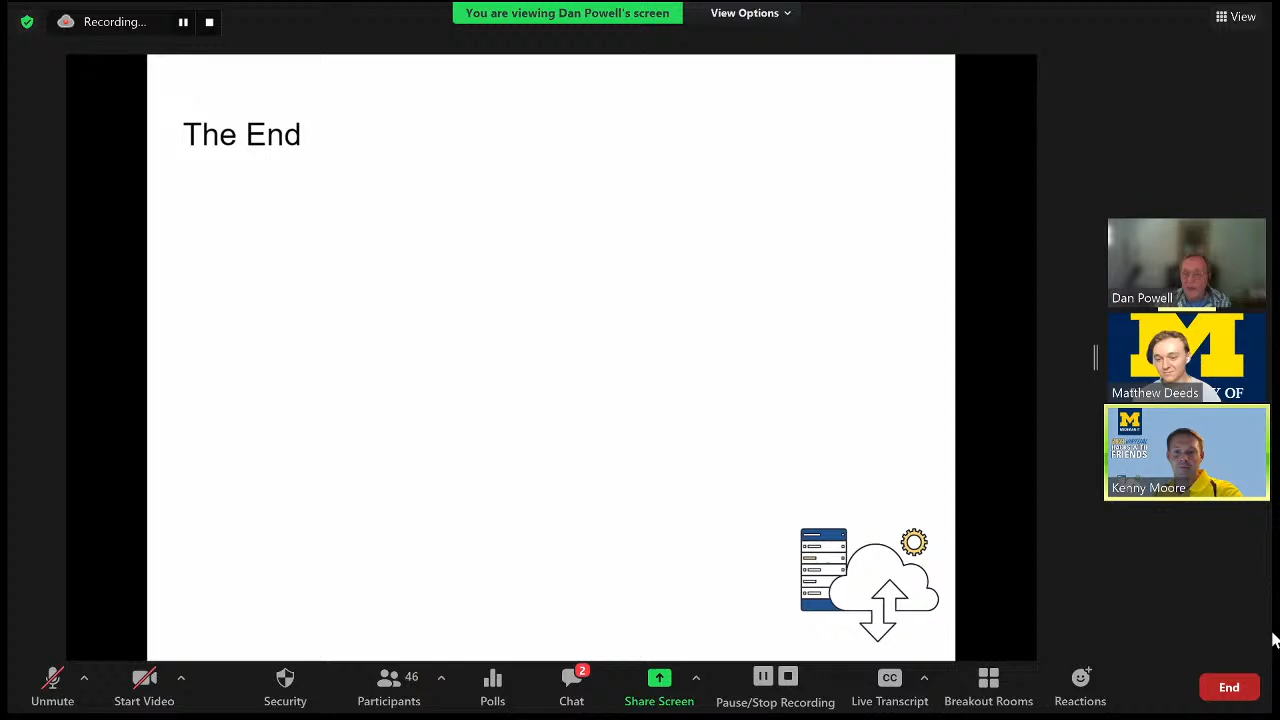 Recording...
You are viewing Dan Powell's screen
View Options
View
The End
Dan Powell
M
Y OF
Matthew Deeds
M
FRIENDS
Kenny Moore
Unmute
Start Video
Security
46
Participants
Polls
2
Chat
Share Screen
Pause/Stop Recording
CC
Live Transcript
Breakout Rooms
Reactions
End